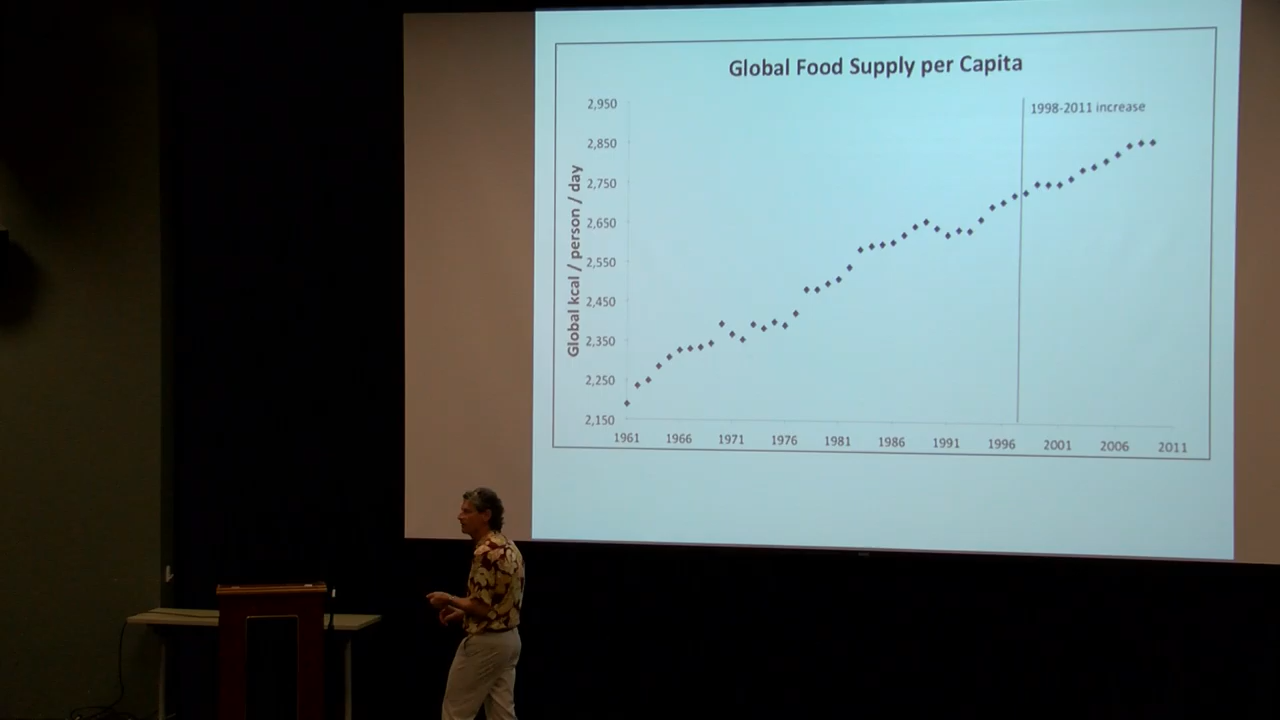 Global Food Supply per Capita
1998-2011 increase
Global kcal / person / day
2,950
2,850
2,750
2,650
2,550
2,450
2,350
2,250
2,150
1961 1966 1971 1976 1981 1986 1991 1996 2001 2006 2011